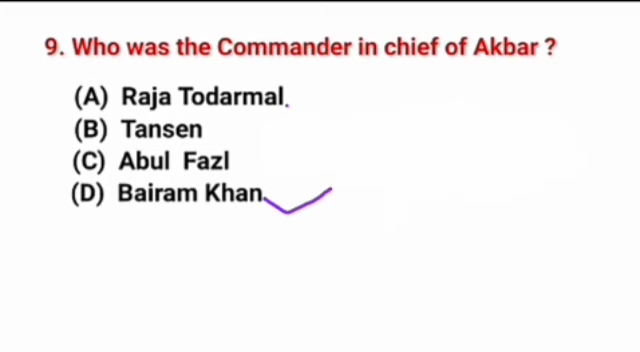 9. Who was the Commander in chief of Akbar ?
(A) Raja Todarmal.
(B) Tansen
(C) Abul Fazl
(D) Bairam Khan